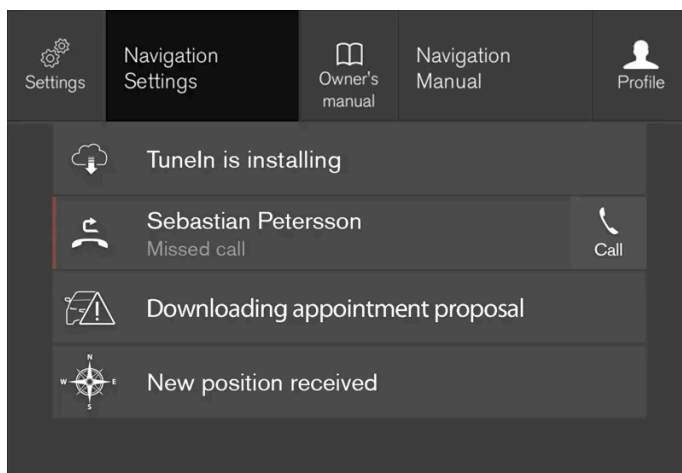 Settings
Navigation
Settings
Owner's
manual
Navigation
Manual
Profile
TuneIn is installing
Sebastian Petersson
Missed call
Call
Downloading appointment proposal
N
W
E
S
New position received